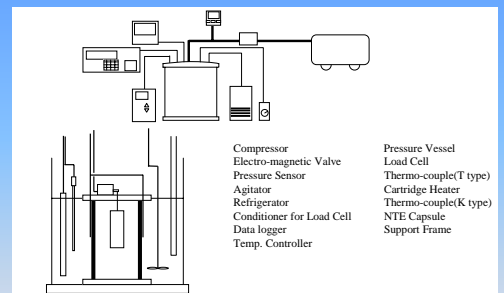 Compressor
Electro-magnetic Valve
Pressure Sensor
Agitator
Refrigerator
Conditioner for Load Cell
Data logger
Temp. Controller
Pressure Vessel
Load Cell
Thermo-couple(T type)
Cartridge Heater
Thermo-couple(K type)
NTE Capsule
Support Frame